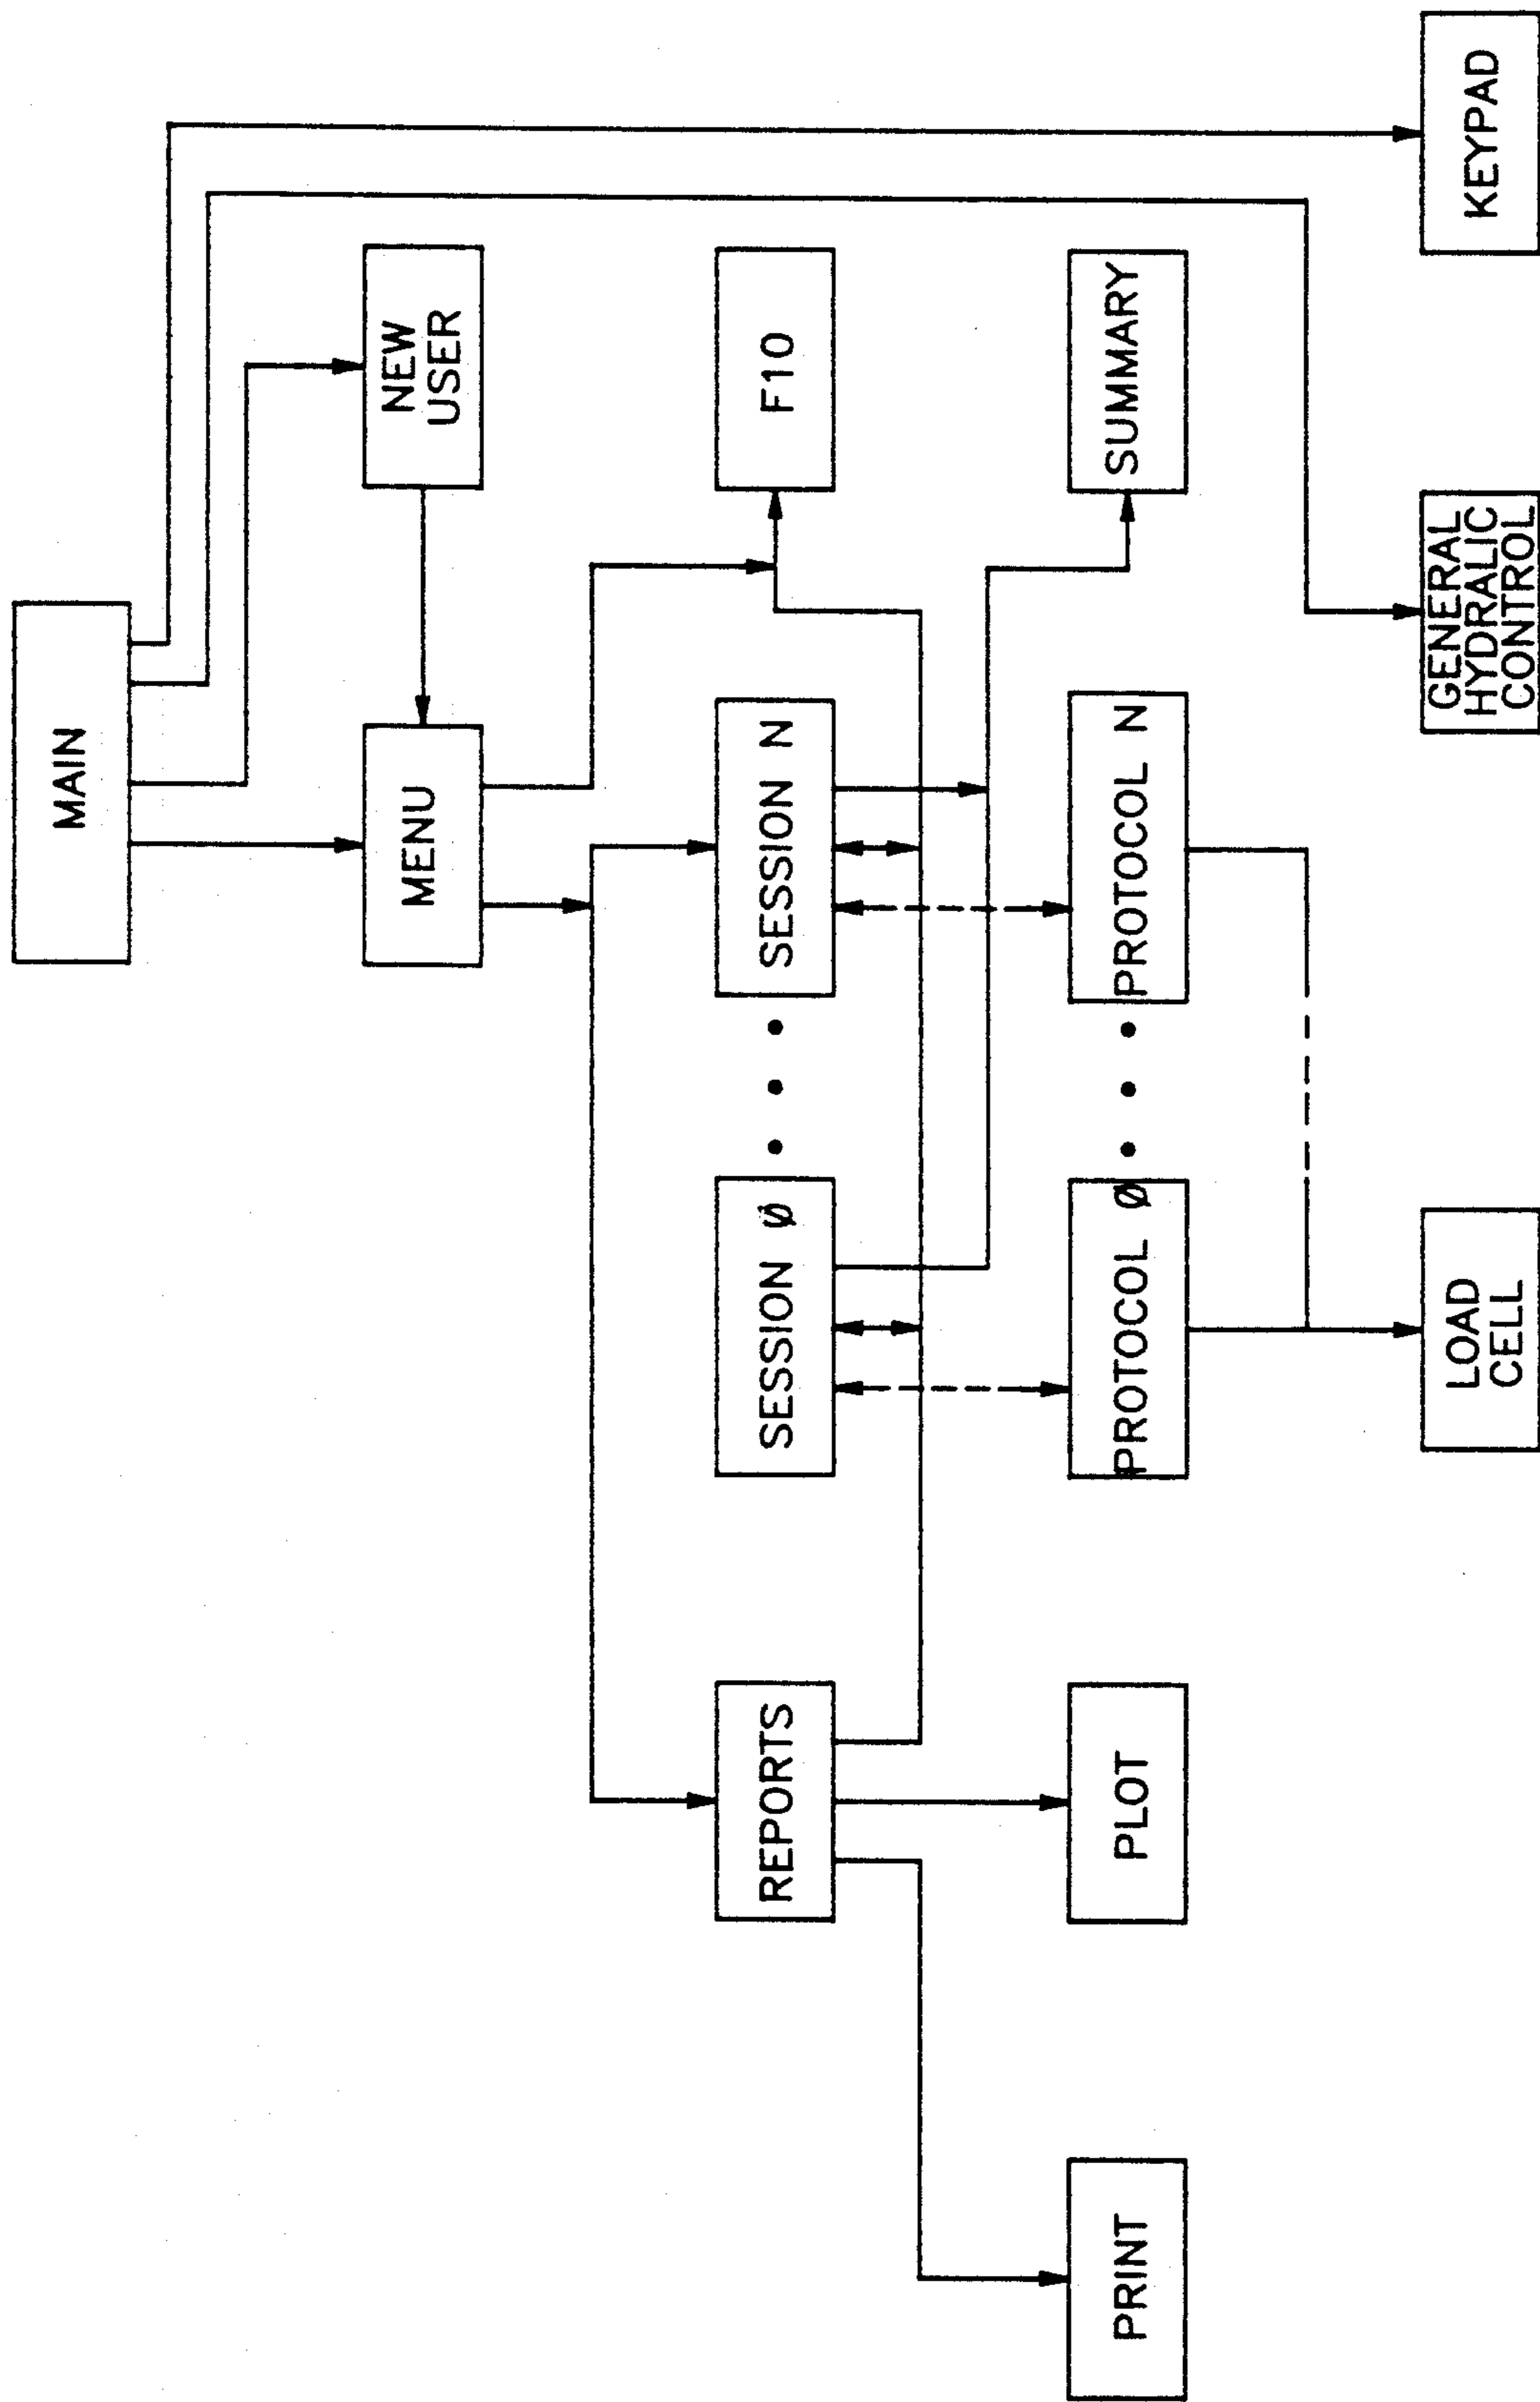 MAIN
MENU
NEW
USER
REPORTS
SESSION Ø
SESSION N
F10
PRINT
PLOT
PROTOCOL Ø
PROTOCOL N
SUMMARY
LOAD
CELL
GENERAL
HYDRALIC
CONTROL
KEYPAD